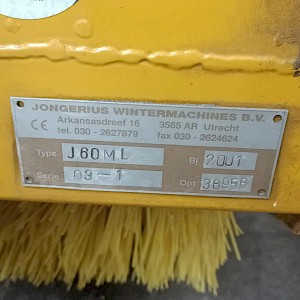 JONGERIUS WINTERMACHINES B.V.
CE Arkansasdreef 16 3565 AR Utrecht
tel. 030 - 2627879 fax 030 - 2624624
Type J60ML Bj 2001
Serie 03-1 Opt 38958